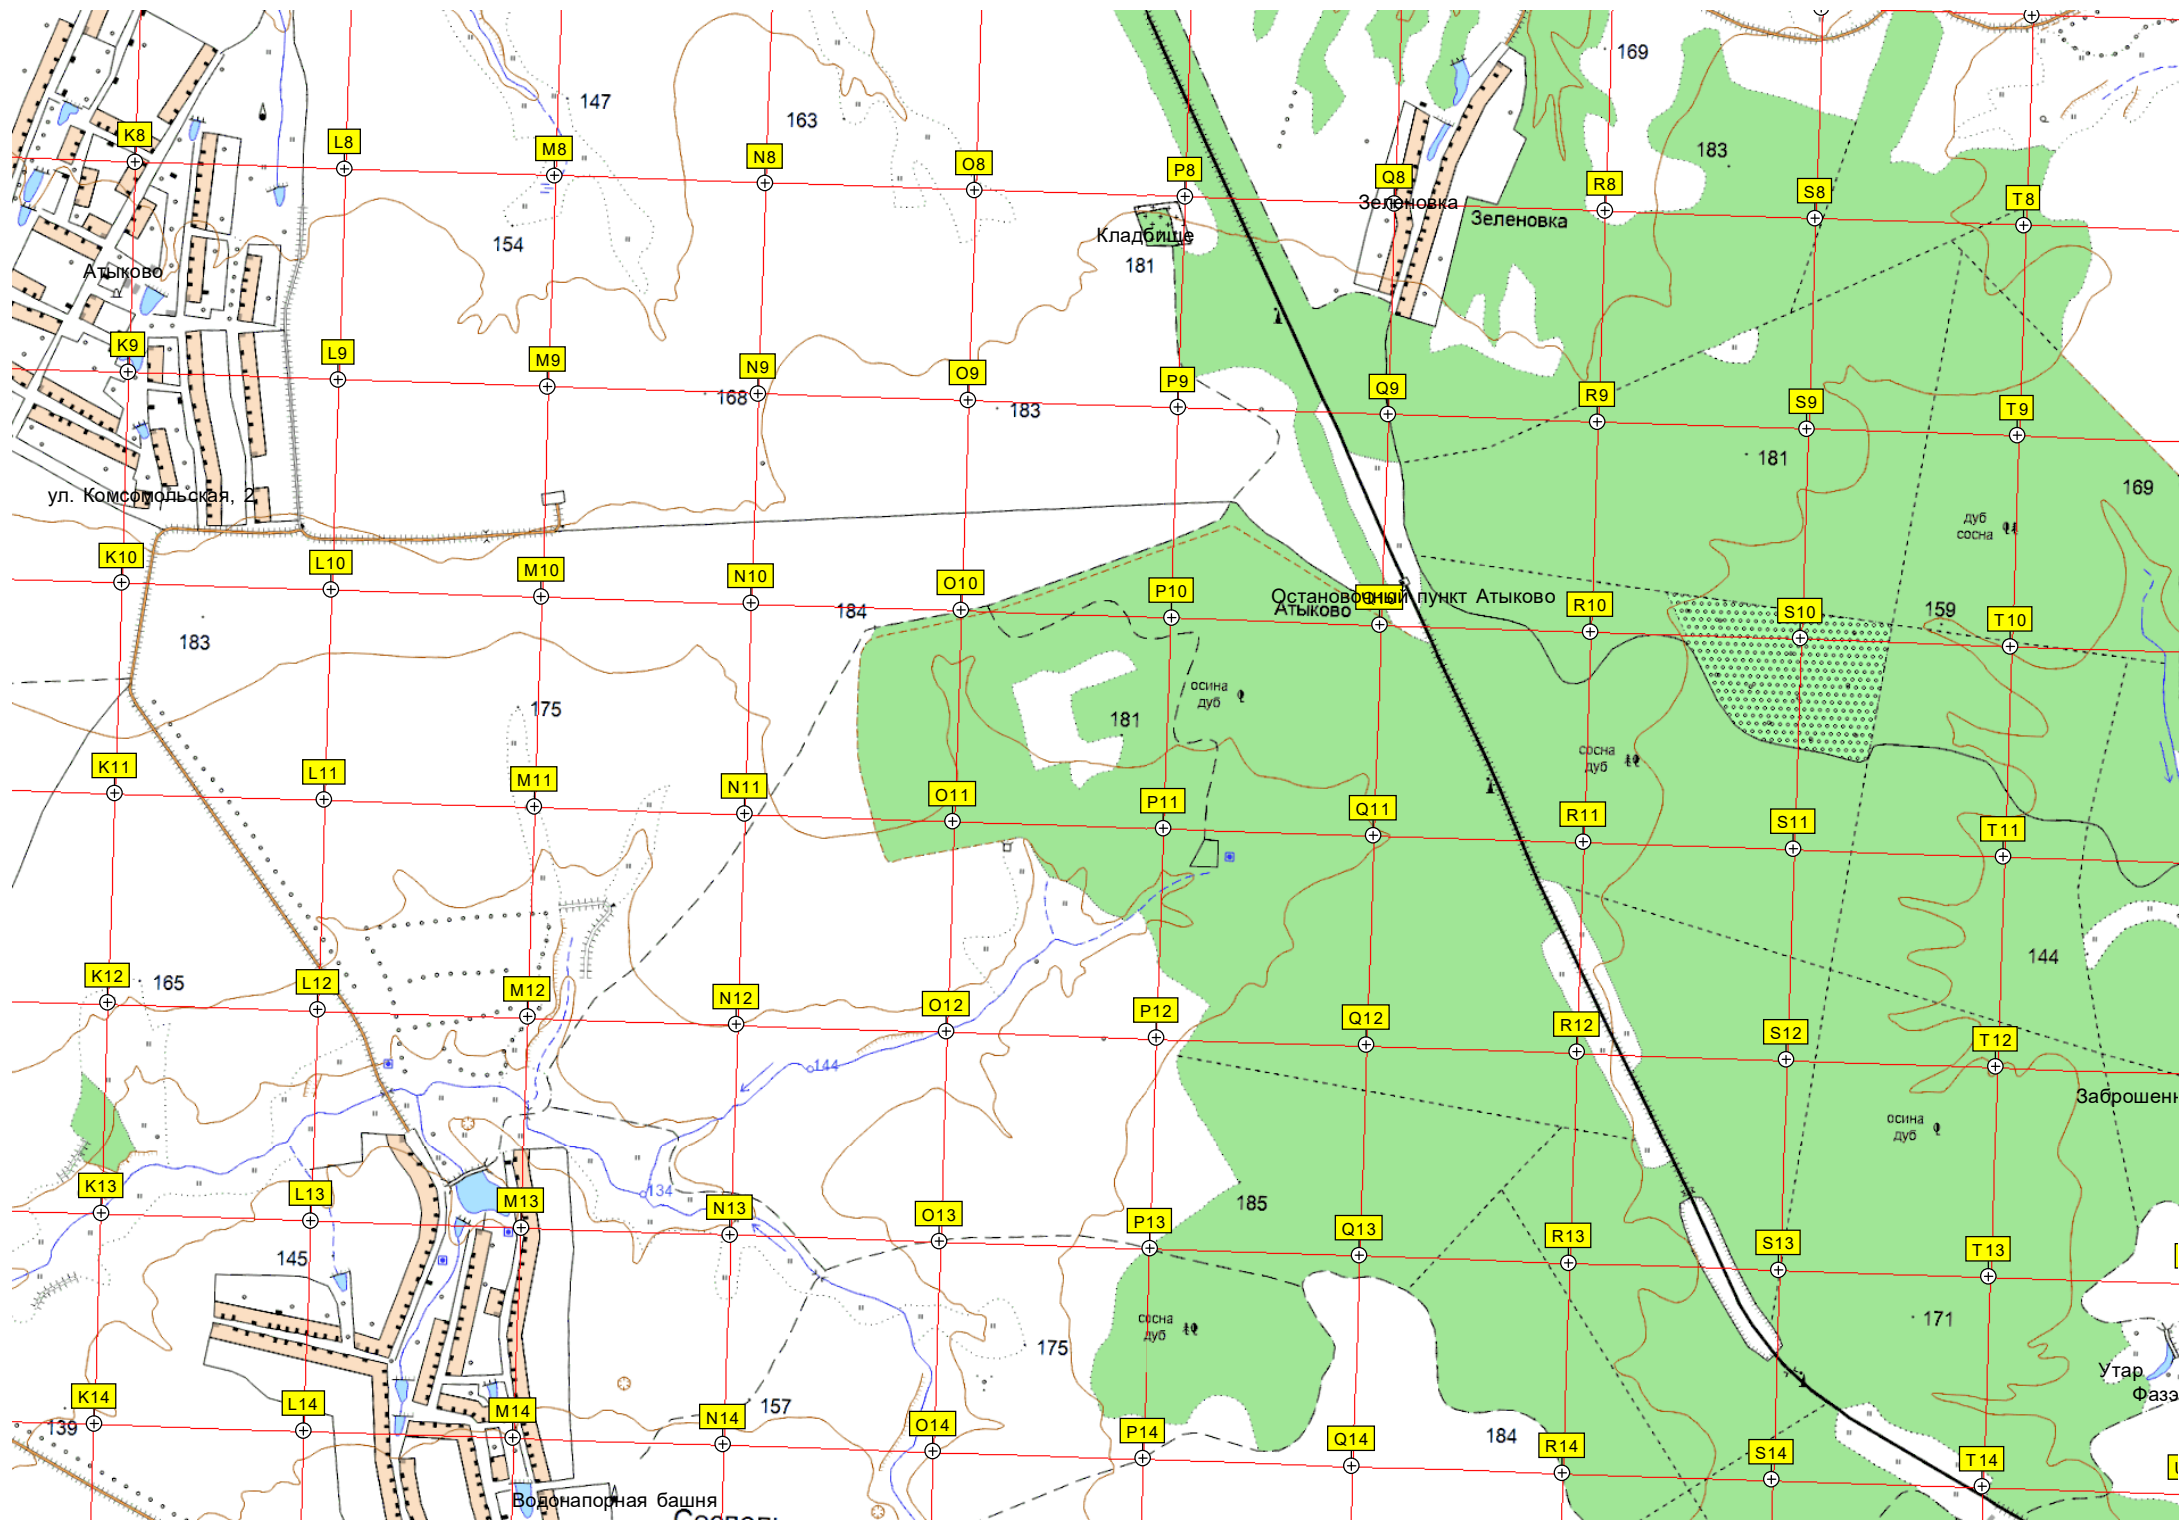 169
147
163
183
K8
L8
M8
N8
O8
P8
Q8
R8
S8
T8
Зеленовка
Зеленовка
Кладбище
154
181
Атыково
K9
L9
M9
N9
O9
P9
Q9
R9
S9
T9
168
183
181
169
ул. Комсомольская, 2
дуб
сосна
K10
L10
M10
N10
O10
P10
R10
S10
T10
Остановочный пункт Атыково
Атыково
184
159
183
осина
дуб
175
181
сосна
дуб
K11
L11
M11
N11
O11
P11
Q11
R11
S11
T11
144
K12
L12
M12
N12
O12
P12
Q12
R12
S12
T12
165
144
Заброшенн
осина
дуб
K13
L13
M13
N13
O13
P13
Q13
R13
S13
T13
134
185
145
171
сосна
дуб
175
Утар
Фазз
K14
L14
M14
N14
O14
P14
Q14
R14
S14
T14
139
157
184
Водонапорная башня